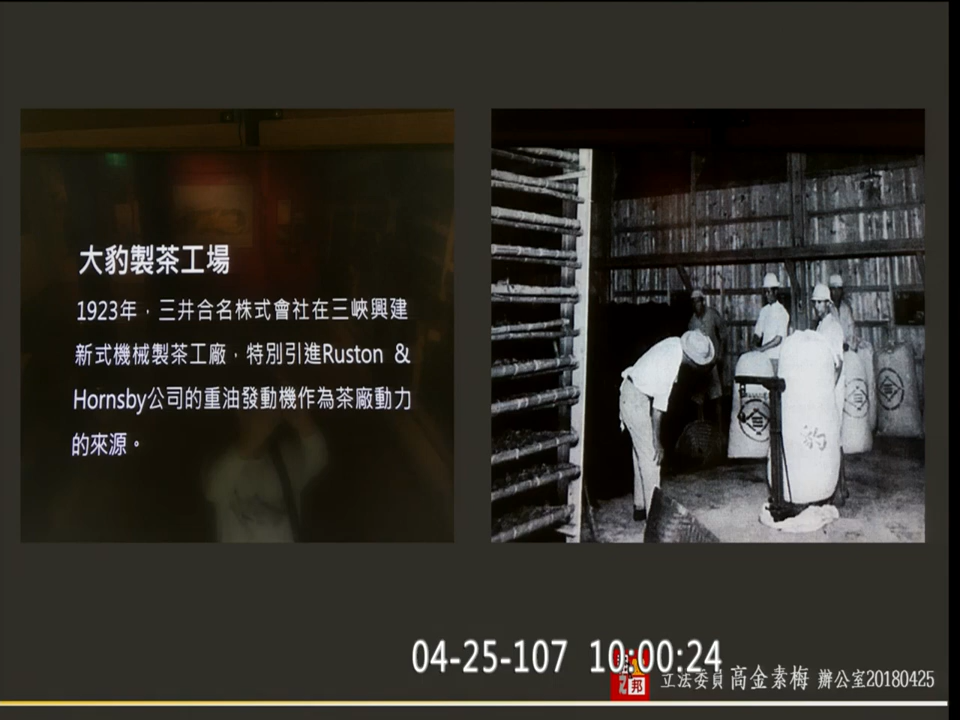 大豹製茶工場
1923年，三井合名株式會社在三峽興建
新式機械製茶工廠，特別引進Ruston &
Hornsby公司的重油發動機作為茶廠動力
的來源。
三
豹
04-25-107 10:00:24
立法委員 高金素梅 辦公室20180425